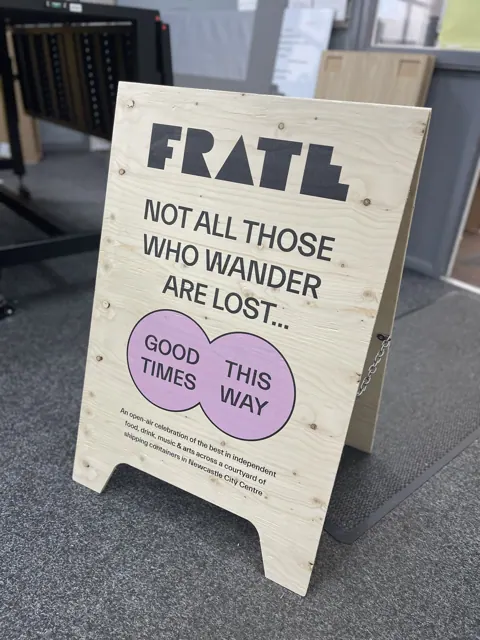 FRATE
NOT ALL THOSE
WHO WANDER
ARE LOST...
GOOD
TIMES
THIS
WAY
An open-air celebration of the best in independent
food, drink, music & arts across a courtyard of
shipping containers in Newcastle City Centre